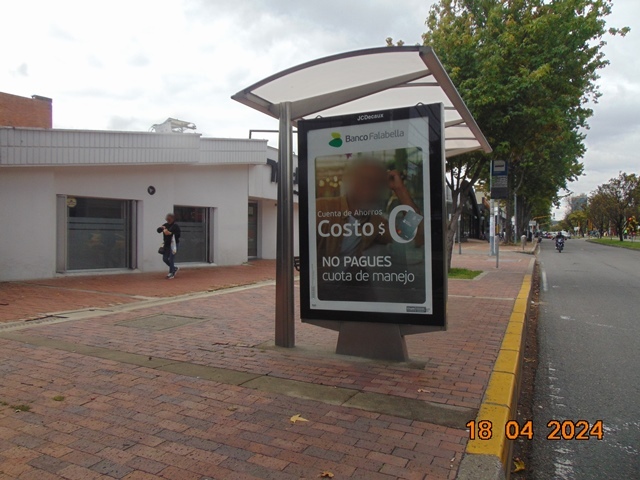 JCDecaux
Banco Falabella
Cuenta de Ahorros
Costo $0
NO PAGUES
cuota de manejo
18 04 2024